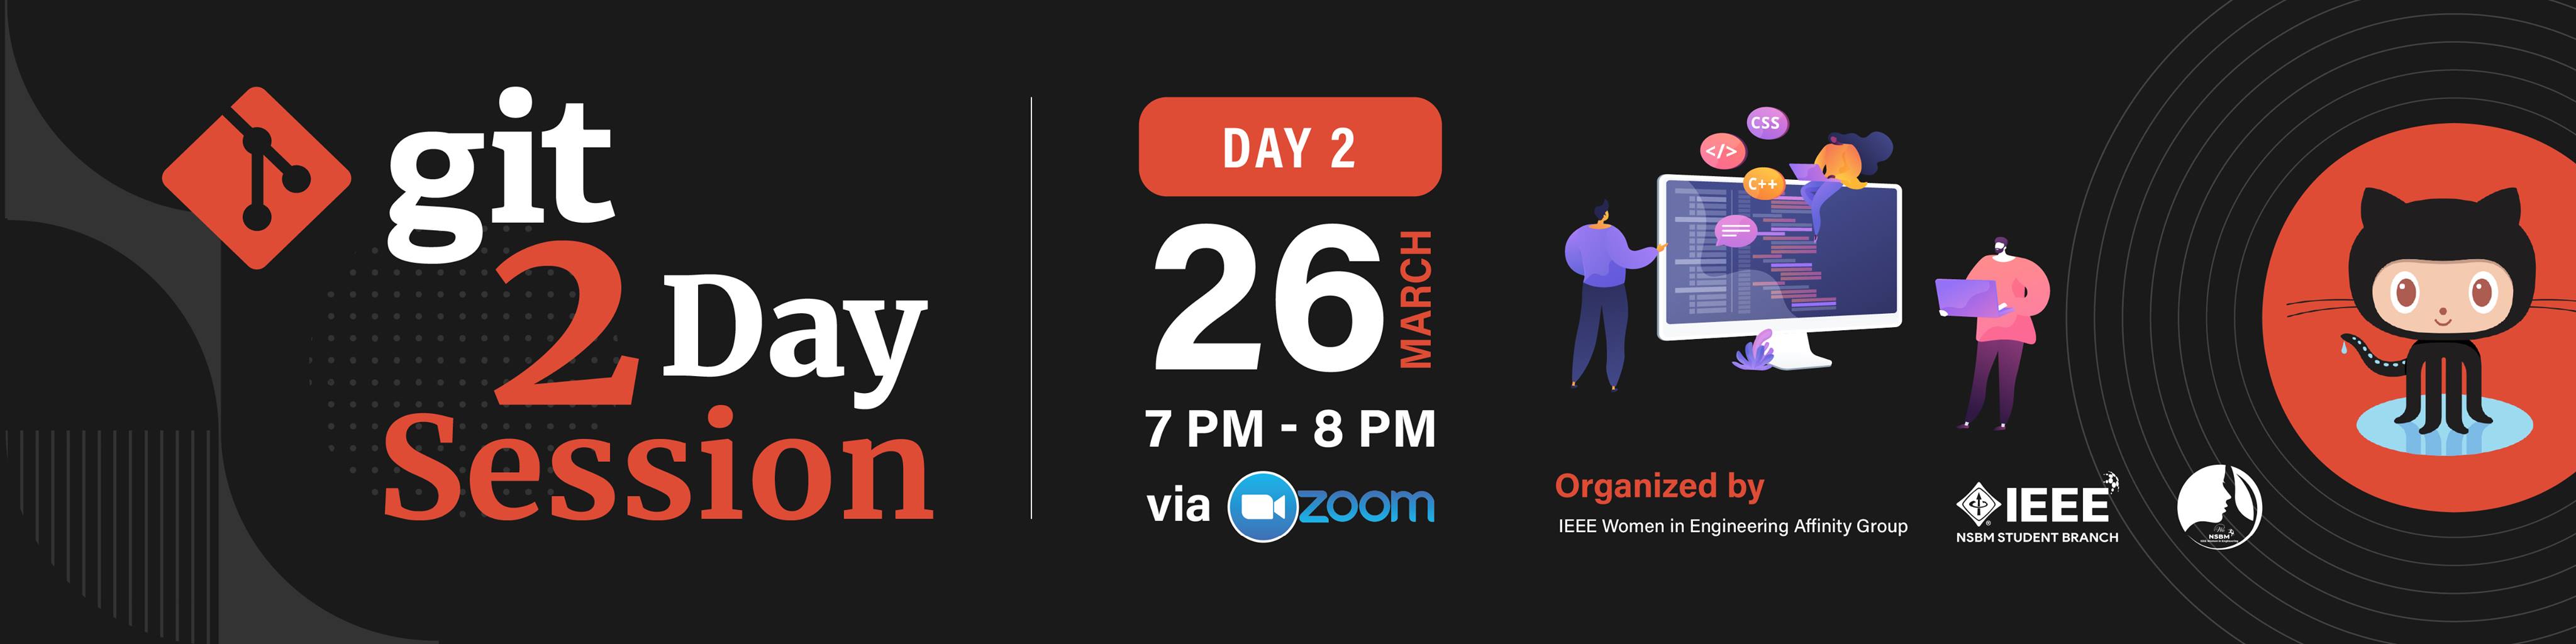 git
2 Day
Session
DAY 2
26 MARCH
7 PM - 8 PM
via zoom
CSS
</>
C++
Organized by
IEEE Women in Engineering Affinity Group
IEEE
NSBM STUDENT BRANCH
NSBM